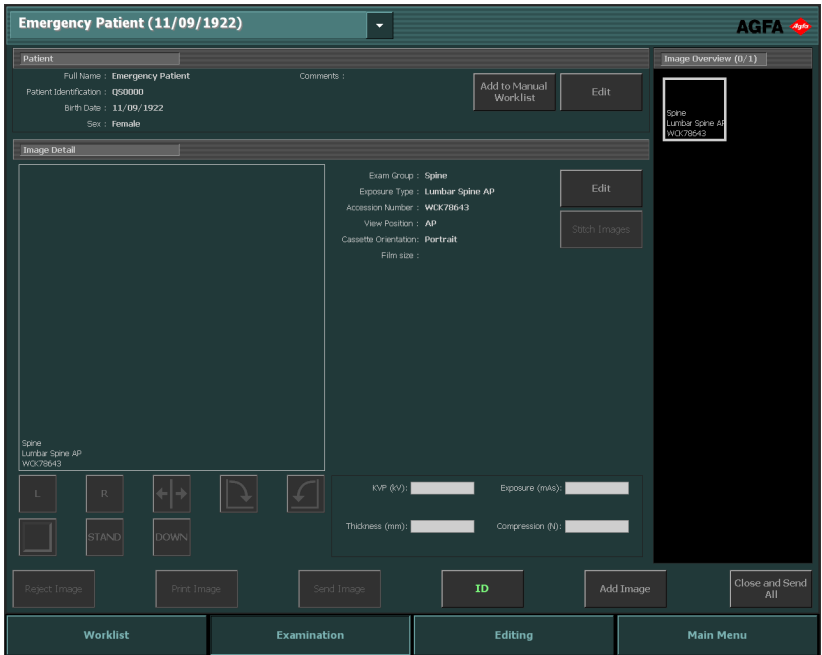 Emergency Patient (11/09/1922)
AGFA Agfa
Patient
Full Name : Emergency Patient
Comments :
Patient Identification : QS0000
Birth Date : 11/09/1922
Sex : Female
Add to Manual
Worklist
Edit
Image Overview (0/1)
Spine
Lumbar Spine AP
WCK78643
Image Detail
Exam Group : Spine
Exposure Type : Lumbar Spine AP
Accession Number : WCK78643
View Position : AP
Cassette Orientation: Portrait
Film size :
Edit
Stitch Images
Spine
Lumbar Spine AP
WCK78643
L
R
STAND
DOWN
KVP (kV):
Exposure (mAs):
Thickness (mm):
Compression (N):
Reject Image
Print Image
Send Image
ID
Add Image
Close and Send
All
Worklist
Examination
Editing
Main Menu